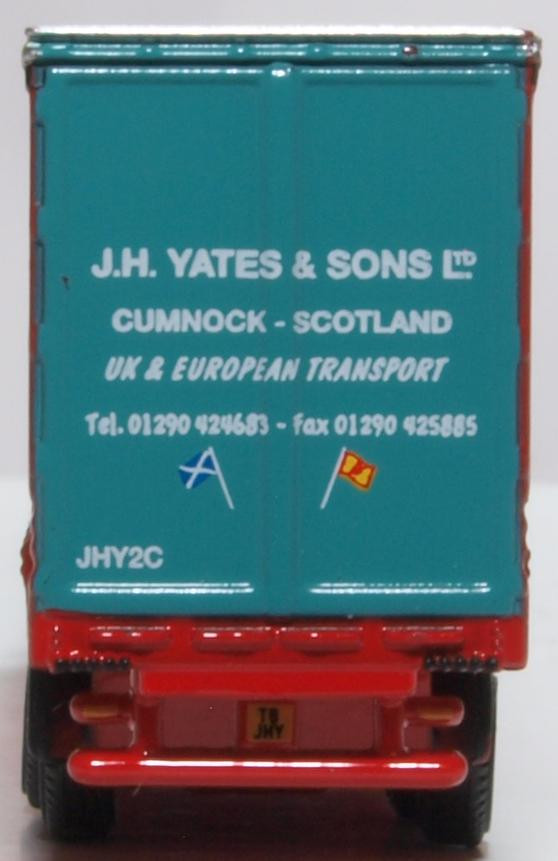 J.H. YATES & SONS LTD.
CUMNOCK - SCOTLAND
UK & EUROPEAN TRANSPORT
Tel. 01290 424683 - Fax 01290 425885
JHY2C
T8
JHY